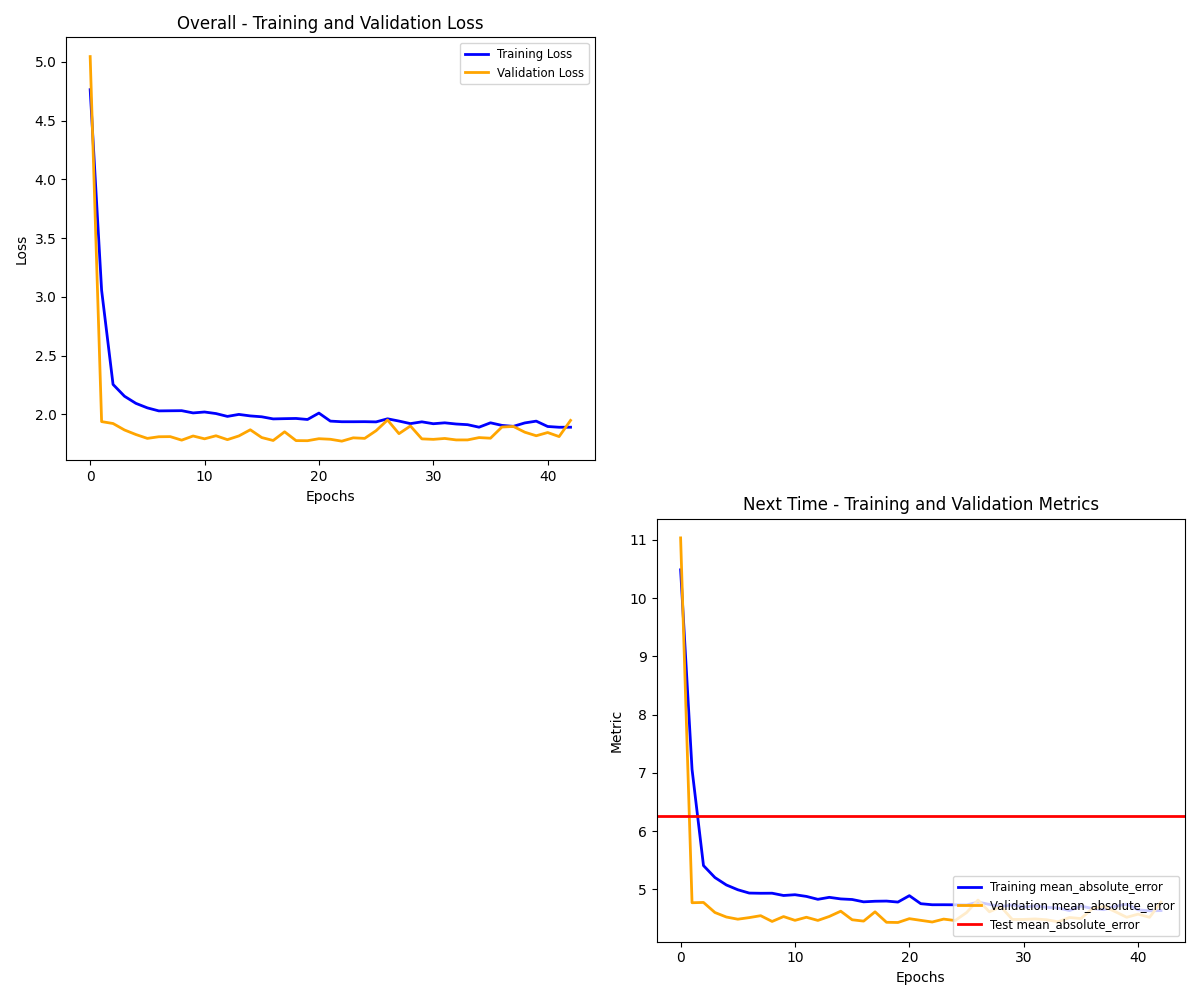 Overall - Training and Validation Loss
Training Loss
Validation Loss
5.0
4.5
4.0
3.5
3.0
2.5
2.0
Loss
0 10 20 30 40
Epochs
Next Time - Training and Validation Metrics
11
10
9
8
7
6
5
Metric
Training mean_absolute_error
Validation mean_absolute_error
Test mean_absolute_error
0 10 20 30 40
Epochs